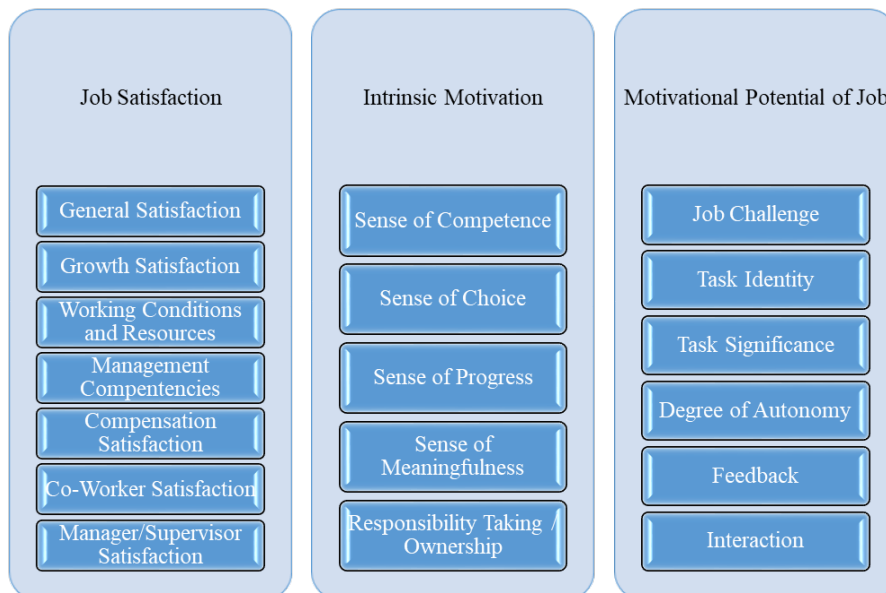 Job Satisfaction
General Satisfaction
Growth Satisfaction
Working Conditions
and Resources
Management
Compentencies
Compensation
Satisfaction
Co-Worker Satisfaction
Manager/Supervisor
Satisfaction
Intrinsic Motivation
Sense of Competence
Sense of Choice
Sense of Progress
Sense of
Meaningfulness
Responsibility Taking /
Ownership
Motivational Potential of Job
Job Challenge
Task Identity
Task Significance
Degree of Autonomy
Feedback
Interaction